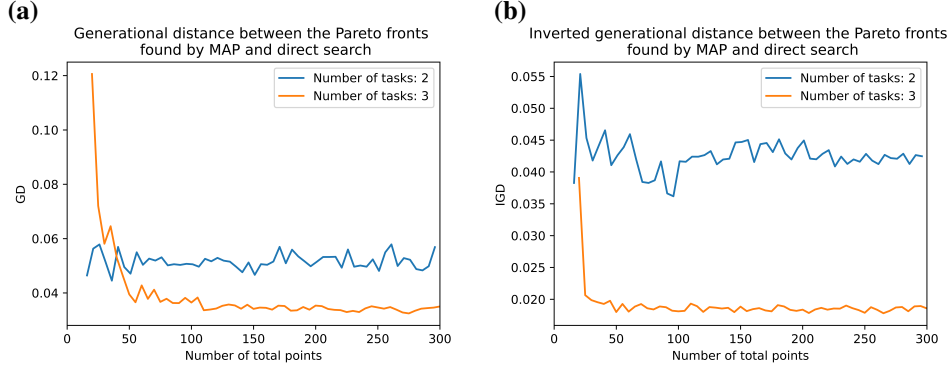 (a)
Generational distance between the Pareto fronts
found by MAP and direct search
0.12
0.10
0.08
0.06
0.04
GD
Number of tasks: 2
Number of tasks: 3
0
50
100
150
200
250
300
Number of total points
(b)
Inverted generational distance between the Pareto fronts
found by MAP and direct search
0.055
0.050
0.045
0.040
0.035
0.030
0.025
0.020
IGD
Number of tasks: 2
Number of tasks: 3
0
50
100
150
200
250
300
Number of total points